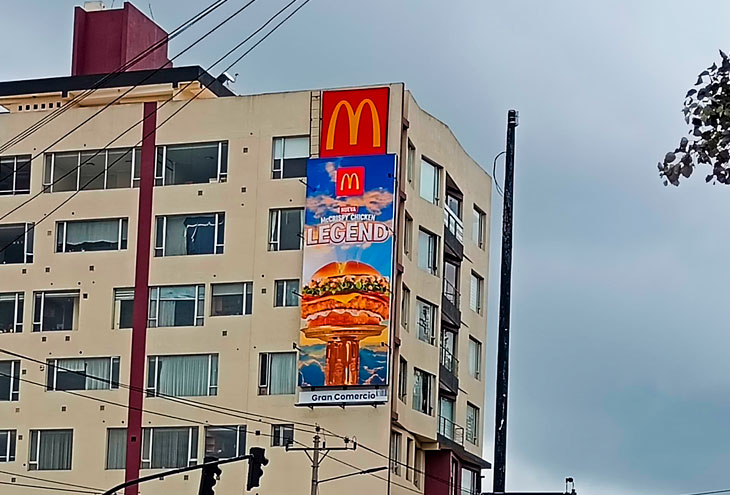 M
M
NUEVA
McCRISPY CHICKEN
LEGEND
Gran Comercio